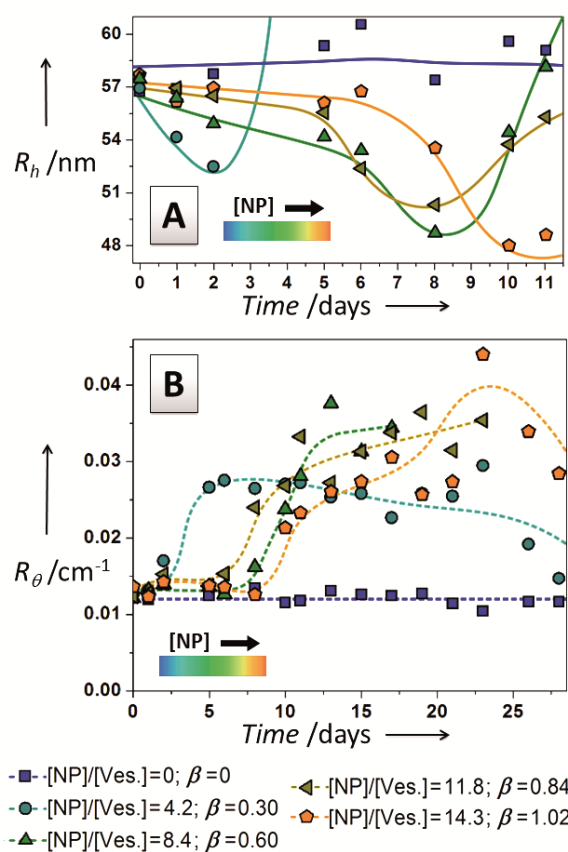 A
60
57
54
51
48
R_h /nm
[NP]
0 1 2 3 4 5 6 7 8 9 10 11
Time /days
B
0.04
0.03
0.02
0.01
0.00
R_θ /cm⁻¹
[NP]
0 5 10 15 20 25
Time /days
[NP]/[Ves.]=0; β=0
[NP]/[Ves.]=4.2; β=0.30
[NP]/[Ves.]=8.4; β=0.60
[NP]/[Ves.]=11.8; β=0.84
[NP]/[Ves.]=14.3; β=1.02